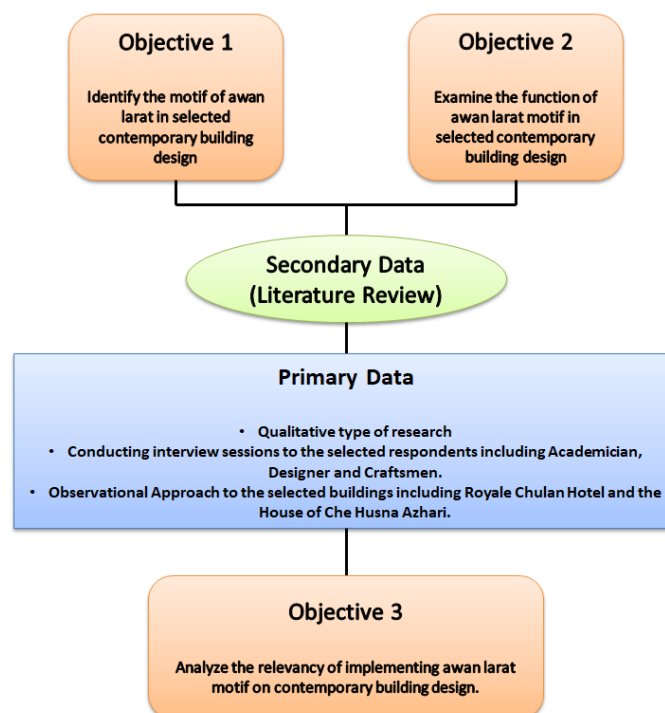 Objective 1
Identify the motif of awan
larat in selected
contemporary building
design
Objective 2
Examine the function of
awan larat motif in
selected contemporary
building design
Secondary Data
(Literature Review)
Primary Data
• Qualitative type of research
• Conducting interview sessions to the selected respondents including Academician,
Designer and Craftsmen.
• Observational Approach to the selected buildings including Royale Chulan Hotel and the
House of Che Husna Azhari.
Objective 3
Analyze the relevancy of implementing awan larat
motif on contemporary building design.